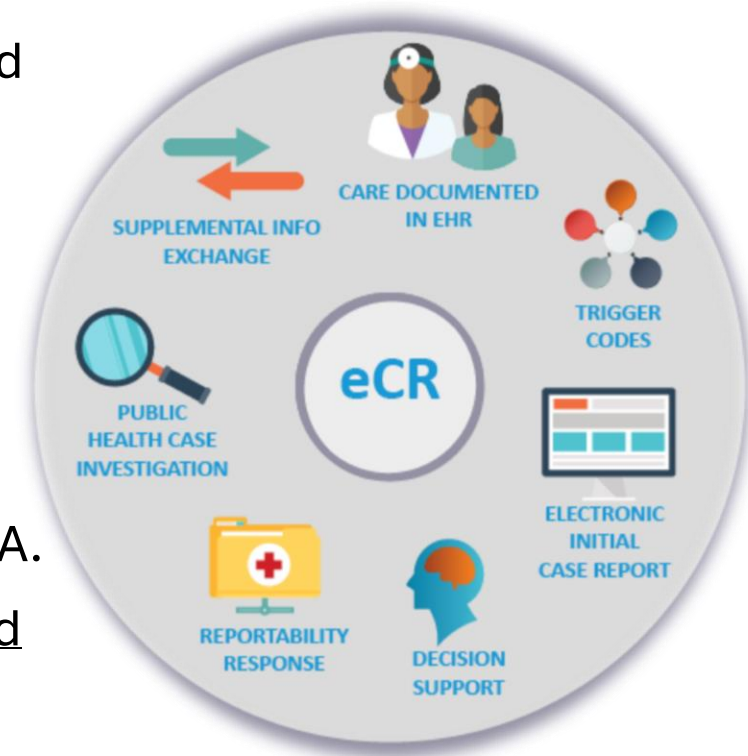 d
A.
d
CARE DOCUMENTED
IN EHR
TRIGGER
CODES
ELECTRONIC
INITIAL
CASE REPORT
DECISION
SUPPORT
REPORTABILITY
RESPONSE
PUBLIC
HEALTH CASE
INVESTIGATION
SUPPLEMENTAL INFO
EXCHANGE
eCR